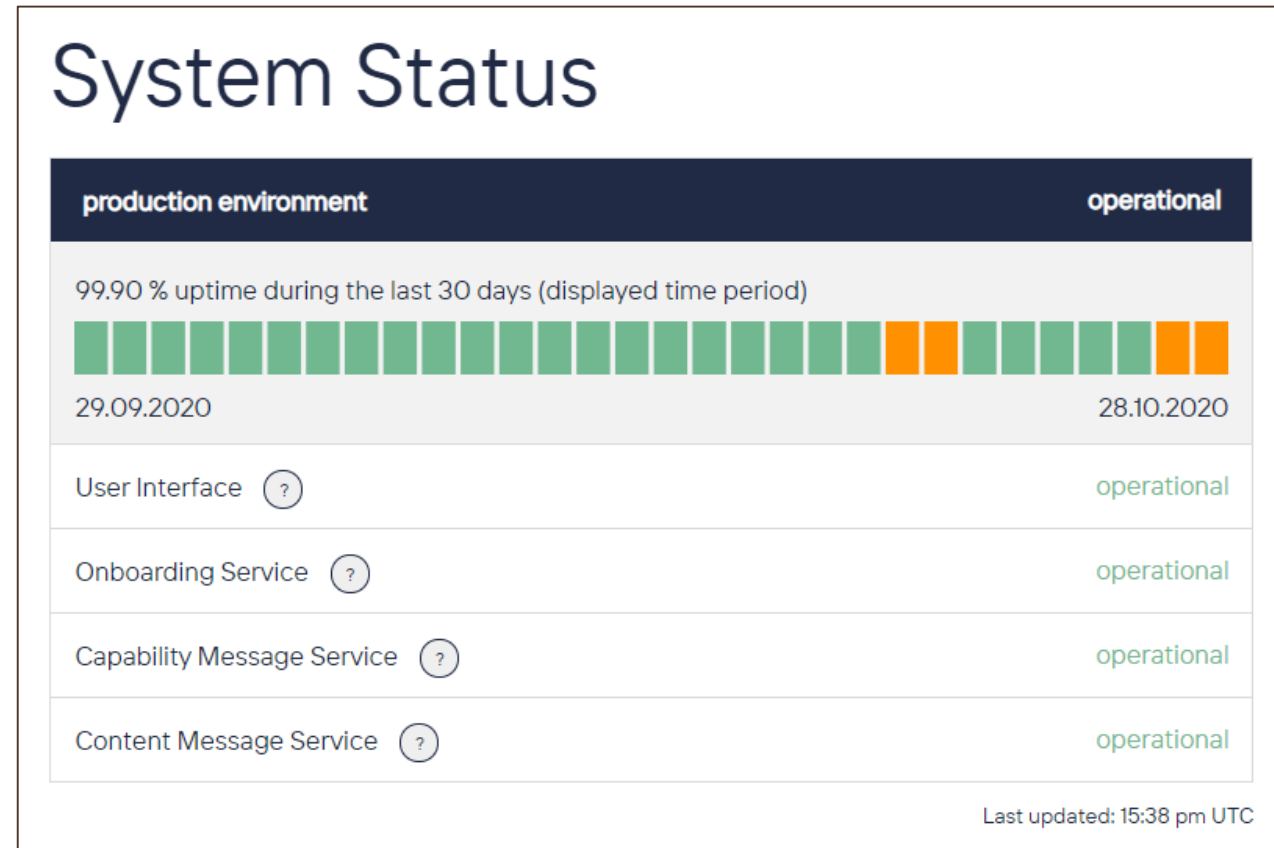 System Status
production environment operational
99.90 % uptime during the last 30 days (displayed time period)
29.09.2020 28.10.2020
User Interface ? operational
Onboarding Service ? operational
Capability Message Service ? operational
Content Message Service ? operational
Last updated: 15:38 pm UTC